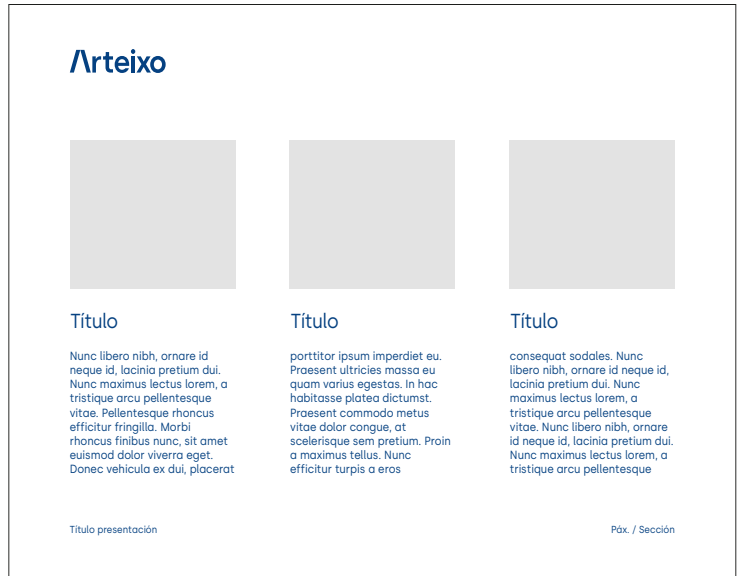 Arteixo
Título
Nunc libero nibh, ornare id
neque id, lacinia pretium dui.
Nunc maximus lectus lorem, a
tristique arcu pellentesque
vitae. Pellentesque rhoncus
efficitur fringilla. Morbi
rhoncus finibus nunc, sit amet
euismod dolor viverra eget.
Donec vehicula ex dui, placerat
Título
porttitor ipsum imperdiet eu.
Praesent ultricies massa eu
quam varius egestas. In hac
habitasse platea dictumst.
Praesent commodo metus
vitae dolor congue, at
scelerisque sem pretium. Proin
a maximus tellus. Nunc
efficitur turpis a eros
Título
consequat sodales. Nunc
libero nibh, ornare id neque id,
lacinia pretium dui. Nunc
maximus lectus lorem, a
tristique arcu pellentesque
vitae. Nunc libero nibh, ornare
id neque id, lacinia pretium dui.
Nunc maximus lectus lorem, a
tristique arcu pellentesque
Título presentación
Páx. / Sección